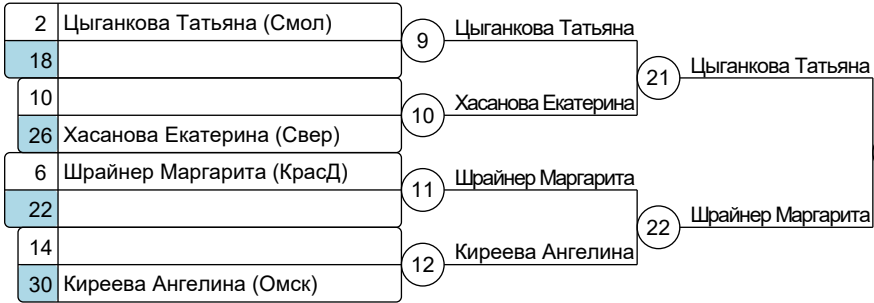 2 Цыганкова Татьяна (Смол)
18
10
26 Хасанова Екатерина (Свер)
6 Шрайнер Маргарита (КрасД)
22
14
30 Киреева Ангелина (Омск)
9 Цыганкова Татьяна
10 Хасанова Екатерина
11 Шрайнер Маргарита
12 Киреева Ангелина
21 Цыганкова Татьяна
22 Шрайнер Маргарита